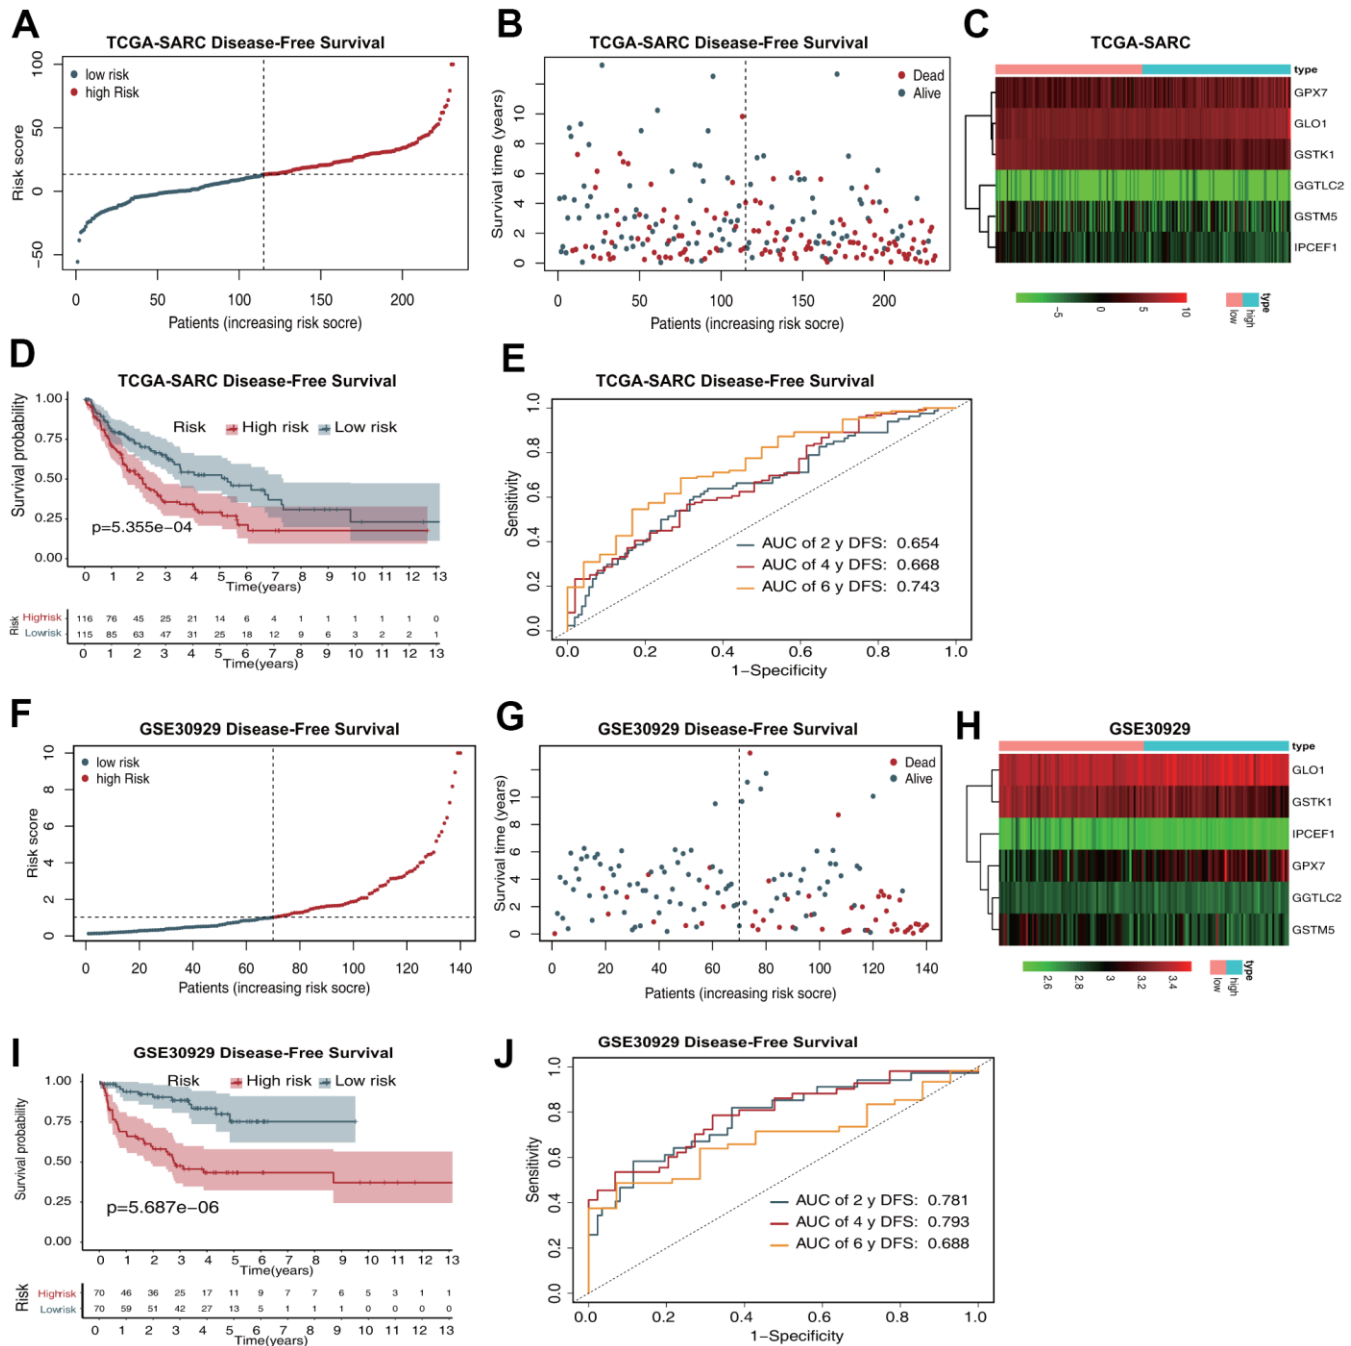 A
TCGA-SARC Disease-Free Survival
Risk score
100
50
0
−50
low risk
high Risk
0 50 100 150 200
Patients (increasing risk socre)
B
TCGA-SARC Disease-Free Survival
Survival time (years)
10
8
6
4
2
0
Dead
Alive
0 50 100 150 200
Patients (increasing risk socre)
C
TCGA-SARC
type
GPX7
GLO1
GSTK1
GGTLC2
GSTM5
IPCEF1
−5 0 5 10
type
low
high
D
TCGA-SARC Disease-Free Survival
Survival probability
1.00
0.75
0.50
0.25
0.00
Risk High risk Low risk
p=5.355e−04
0 1 2 3 4 5 6 7 8 9 10 11 12 13
Time(years)
Risk
Highrisk 116 76 45 25 21 14 6 4 1 1 1 1 1 0
Lowrisk 115 85 63 47 31 25 18 12 9 6 3 2 2 1
0 1 2 3 4 5 6 7 8 9 10 11 12 13
Time(years)
E
TCGA-SARC Disease-Free Survival
Sensitivity
1.0
0.8
0.6
0.4
0.2
0.0
AUC of 2 y DFS: 0.654
AUC of 4 y DFS: 0.668
AUC of 6 y DFS: 0.743
0.0 0.2 0.4 0.6 0.8 1.0
1−Specificity
F
GSE30929 Disease-Free Survival
Risk score
10
8
6
4
2
0
low risk
high Risk
0 20 40 60 80 100 120 140
Patients (increasing risk socre)
G
GSE30929 Disease-Free Survival
Survival time (years)
10
8
6
4
2
0
Dead
Alive
0 20 40 60 80 100 120 140
Patients (increasing risk socre)
H
GSE30929
type
GLO1
GSTK1
IPCEF1
GPX7
GGTLC2
GSTM5
2.6 2.8 3 3.2 3.4
type
low
high
I
GSE30929 Disease-Free Survival
Survival probability
1.00
0.75
0.50
0.25
0.00
Risk High risk Low risk
p=5.687e−06
0 1 2 3 4 5 6 7 8 9 10 11 12 13
Time(years)
Risk
Highrisk 70 46 36 25 17 11 9 7 7 6 5 3 1 1
Lowrisk 70 59 51 42 27 13 5 1 1 1 0 0 0 0
0 1 2 3 4 5 6 7 8 9 10 11 12 13
Time(years)
J
GSE30929 Disease-Free Survival
Sensitivity
1.0
0.8
0.6
0.4
0.2
0.0
AUC of 2 y DFS: 0.781
AUC of 4 y DFS: 0.793
AUC of 6 y DFS: 0.688
0.0 0.2 0.4 0.6 0.8 1.0
1−Specificity